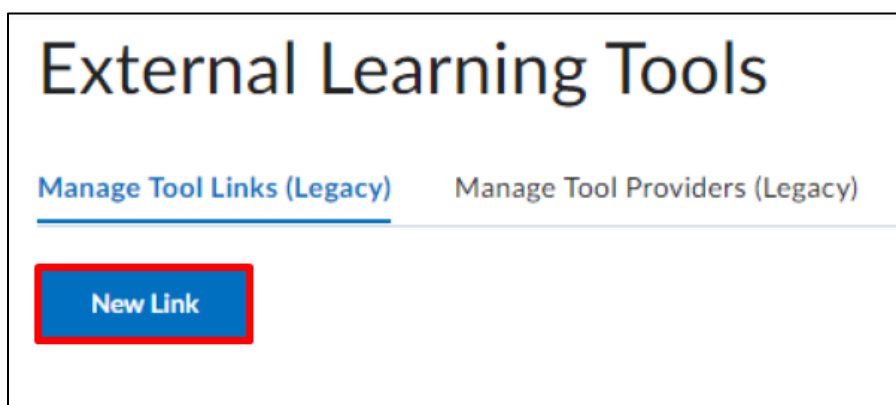 External Learning Tools
Manage Tool Links (Legacy) Manage Tool Providers (Legacy)
New Link